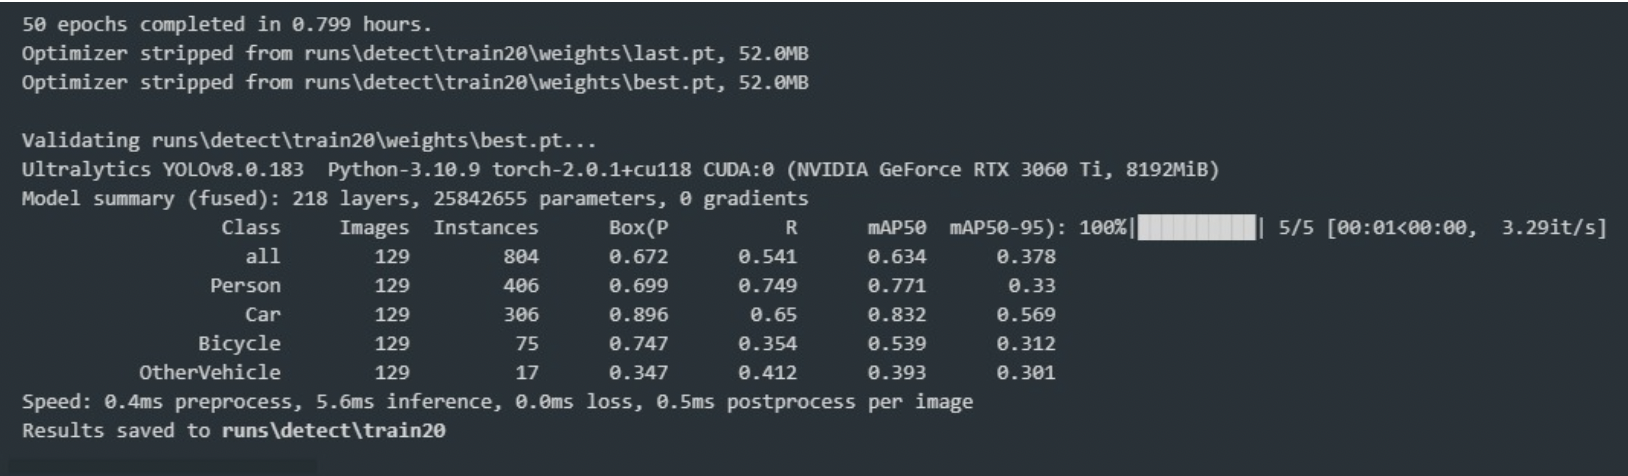 50 epochs completed in 0.799 hours.
Optimizer stripped from runs\detect\train20\weights\last.pt, 52.0MB
Optimizer stripped from runs\detect\train20\weights\best.pt, 52.0MB
Validating runs\detect\train20\weights\best.pt...
Ultralytics YOLOv8.0.183 Python-3.10.9 torch-2.0.1+cu118 CUDA:0 (NVIDIA GeForce RTX 3060 Ti, 8192MiB)
Model summary (fused): 218 layers, 25842655 parameters, 0 gradients
Class Images Instances Box(P R mAP50 mAP50-95): 100%|██████████| 5/5 [00:01<00:00, 3.29it/s]
all 129 804 0.672 0.541 0.634 0.378
Person 129 406 0.699 0.749 0.771 0.33
Car 129 306 0.896 0.65 0.832 0.569
Bicycle 129 75 0.747 0.354 0.539 0.312
OtherVehicle 129 17 0.347 0.412 0.393 0.301
Speed: 0.4ms preprocess, 5.6ms inference, 0.0ms loss, 0.5ms postprocess per image
Results saved to runs\detect\train20